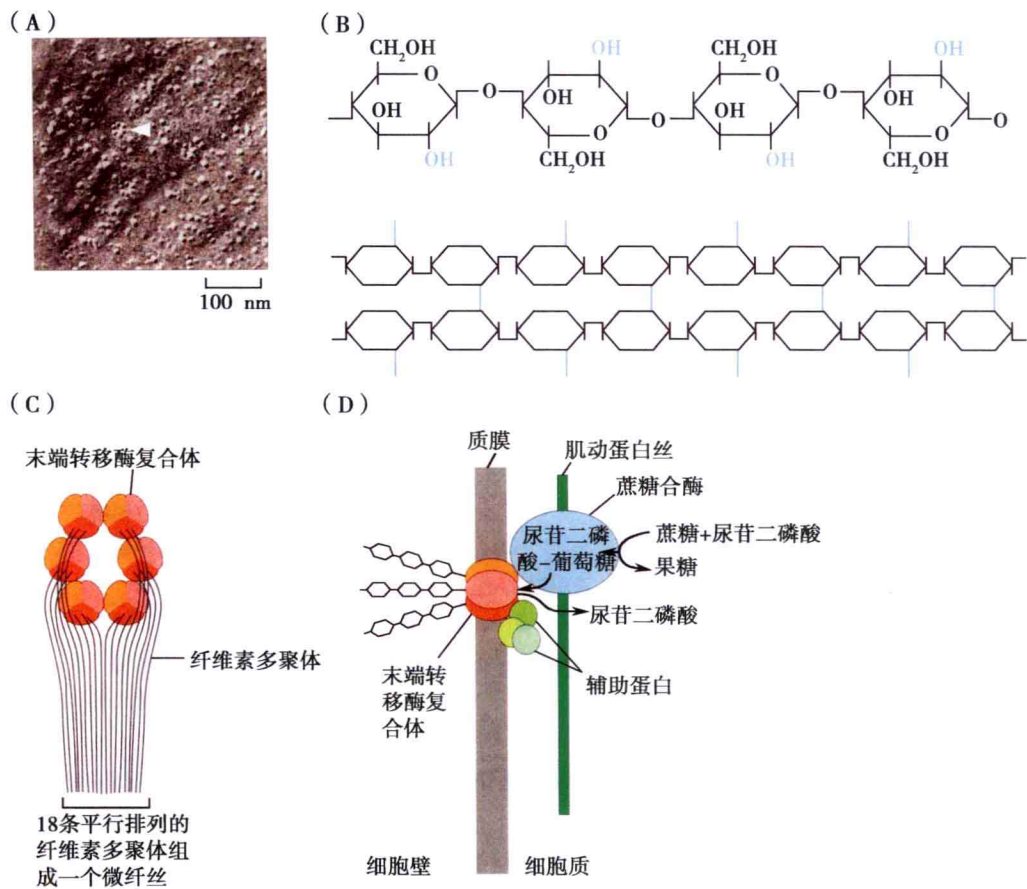 (A)
100 nm
(B)
CH₂OH
OH
CH₂OH
OH
O
O
OH
O
OH
O
OH
O
OH
O
O
OH
CH₂OH
OH
CH₂OH
(C)
末端转移酶复合体
纤维素多聚体
18条平行排列的
纤维素多聚体组
成一个微纤丝
(D)
质膜
肌动蛋白丝
蔗糖合酶
尿苷二磷
酸-葡萄糖
蔗糖+尿苷二磷酸
果糖
尿苷二磷酸
辅助蛋白
末端转
移酶复
合体
细胞壁
细胞质